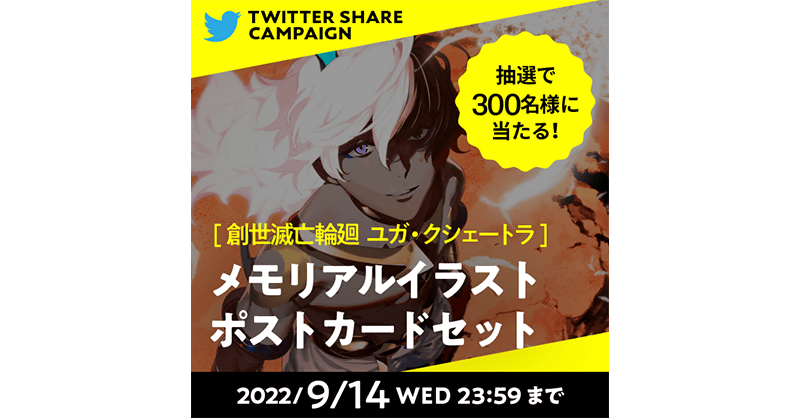 TWITTER SHARE
CAMPAIGN
抽選で
300名様に
当たる!
[ 創世滅亡輪廻 ユガ・クシェートラ ]
メモリアルイラスト
ポストカードセット
2022/9/14 WED 23:59 まで